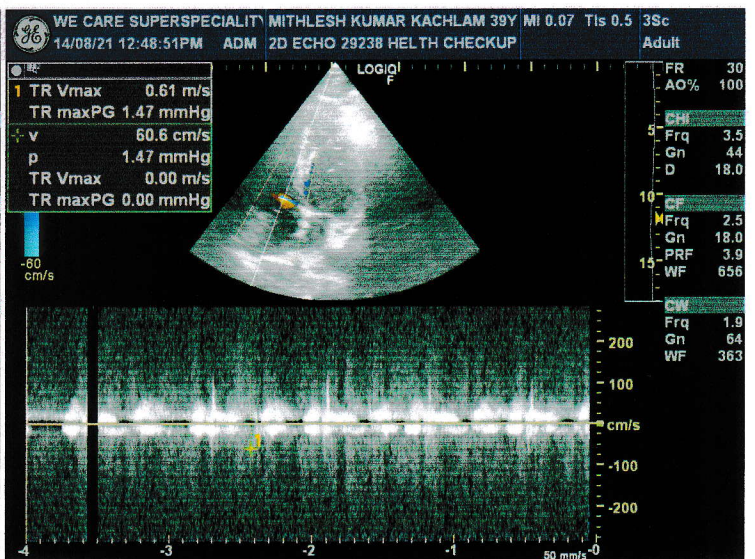 WE CARE SUPERSPECIALITY MITHLESH KUMAR KACHLAM 39Y MI 0.07 TIs 0.5 3Sc
14/08/21 12:48:51PM ADM 2D ECHO 29238 HELTH CHECKUP Adult
LOGIQ
F
1 TR Vmax 0.61 m/s
TR maxPG 1.47 mmHg
v 60.6 cm/s
p 1.47 mmHg
TR Vmax 0.00 m/s
TR maxPG 0.00 mmHg
-60
cm/s
5
10
15
FR 30
AO% 100
CHI
Frq 3.5
Gn 44
D 18.0
CF
Frq 2.5
Gn 18.0
PRF 3.9
WF 656
CW
Frq 1.9
Gn 64
WF 363
200
100
cm/s
-100
-200
1
-4 -3 -2 -1 -0
50 mm/s